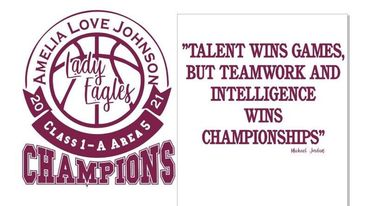 AMELIA LOVE JOHNSON
Lady
Eagles
20 21
CLASS 1-A AREA 5
CHAMPIONS
"TALENT WINS GAMES,
BUT TEAMWORK AND
INTELLIGENCE
WINS
CHAMPIONSHIPS"
Michael Jordan